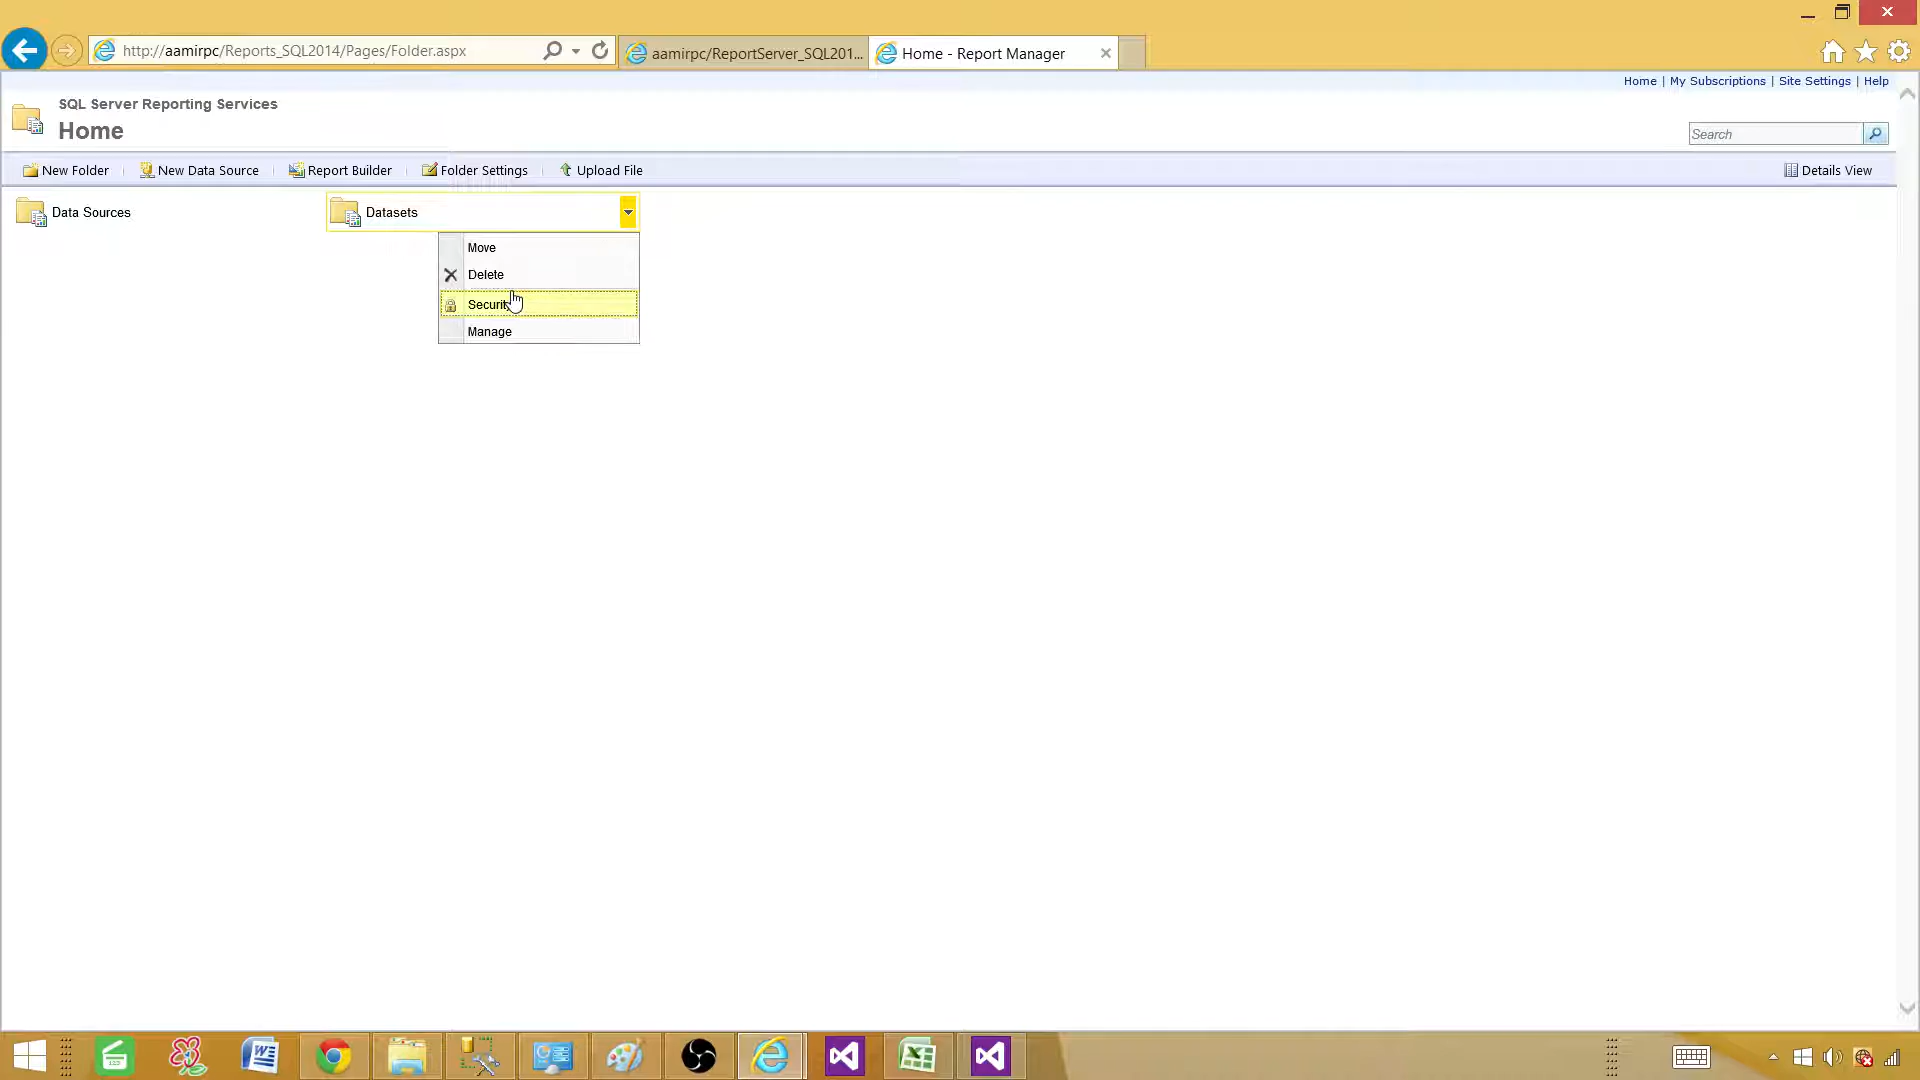 http://aamirpc/Reports_SQL2014/Pages/Folder.aspx
aamirpc/ReportServer_SQL201...
Home - Report Manager
Home | My Subscriptions | Site Settings | Help
SQL Server Reporting Services
Home
Search
New Folder
New Data Source
Report Builder
Folder Settings
Upload File
Details View
Data Sources
Datasets
Move
Delete
Security
Manage